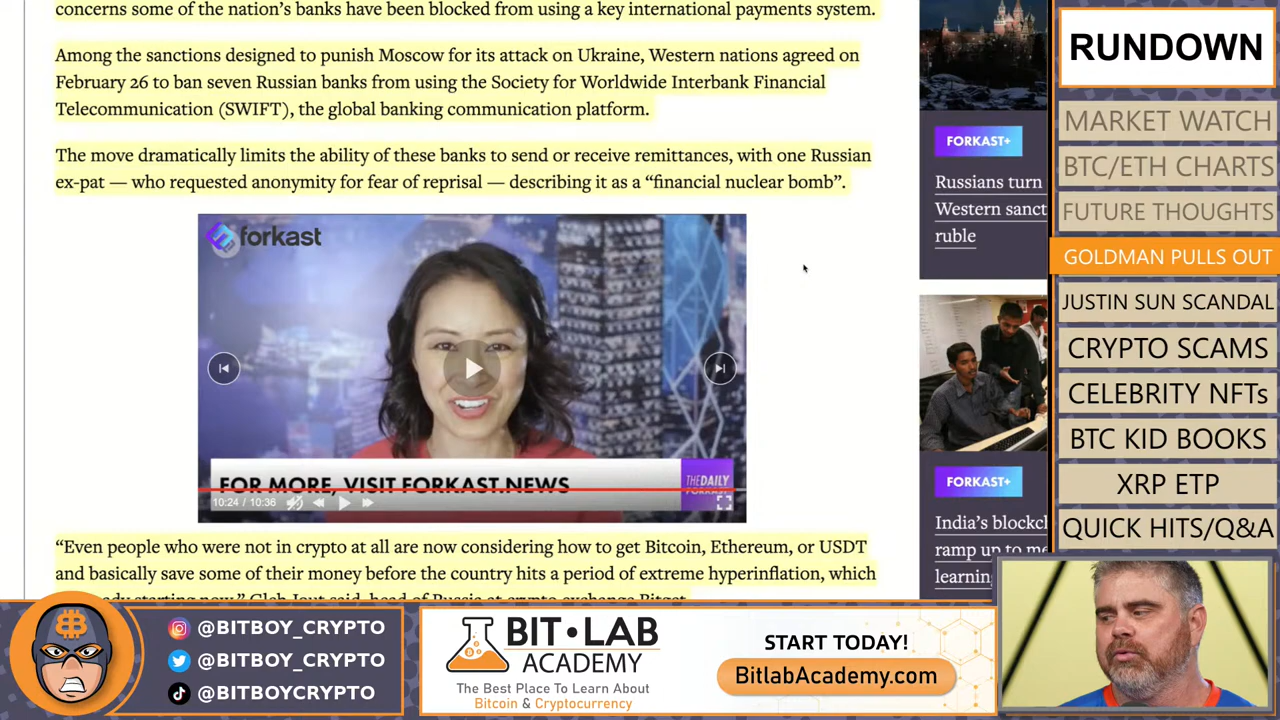 concerns some of the nation's banks have been blocked from using a key international payments system.
Among the sanctions designed to punish Moscow for its attack on Ukraine, Western nations agreed on
February 26 to ban seven Russian banks from using the Society for Worldwide Interbank Financial
Telecommunication (SWIFT), the global banking communication platform.
The move dramatically limits the ability of these banks to send or receive remittances, with one Russian
ex-pat — who requested anonymity for fear of reprisal — describing it as a “financial nuclear bomb”.
forkast
FOR MORE, VISIT FORKAST.NEWS
THE DAILY
FORKAST
10:24 / 10:36
“Even people who were not in crypto at all are now considering how to get Bitcoin, Ethereum, or USDT
and basically save some of their money before the country hits a period of extreme hyperinflation, which
FORKAST+
Russians turn
Western sanct
ruble
FORKAST+
India's blockcl
ramp up to me
learning
RUNDOWN
MARKET WATCH
BTC/ETH CHARTS
FUTURE THOUGHTS
GOLDMAN PULLS OUT
JUSTIN SUN SCANDAL
CRYPTO SCAMS
CELEBRITY NFTs
BTC KID BOOKS
XRP ETP
QUICK HITS/Q&A
@BITBOY_CRYPTO
@BITBOY_CRYPTO
@BITBOYCRYPTO
BIT•LAB
ACADEMY
The Best Place To Learn About
Bitcoin & Cryptocurrency
START TODAY!
BitlabAcademy.com